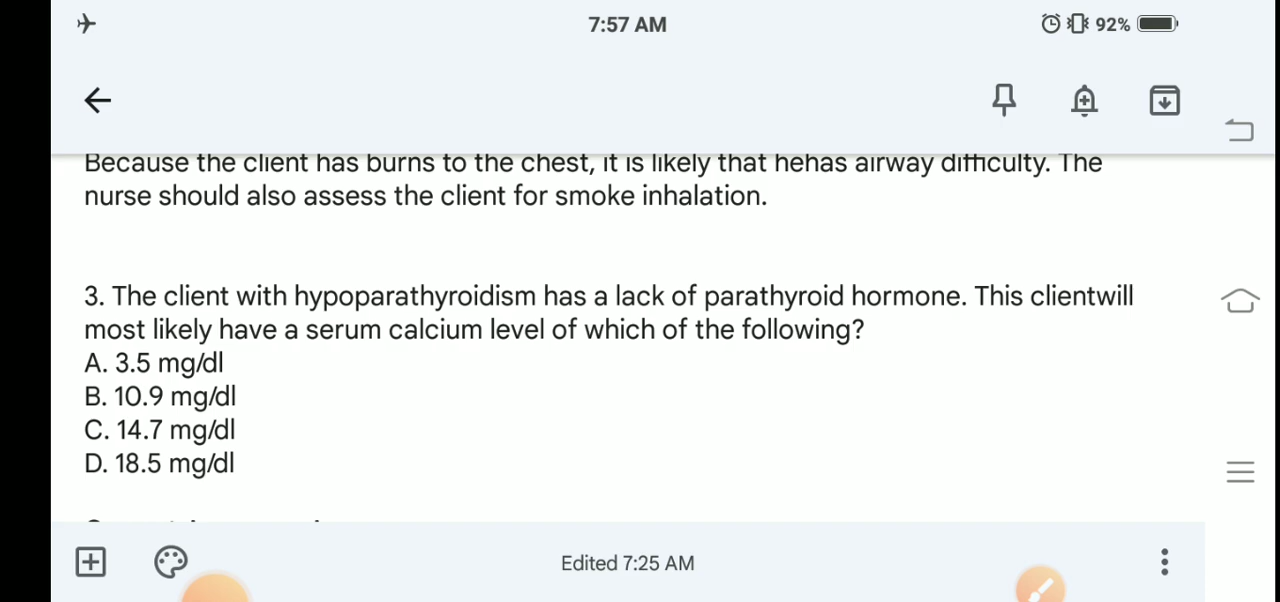 7:57 AM
92%
Because the client has burns to the chest, it is likely that hehas airway difficulty. The
nurse should also assess the client for smoke inhalation.
3. The client with hypoparathyroidism has a lack of parathyroid hormone. This clientwill
most likely have a serum calcium level of which of the following?
A. 3.5 mg/dl
B. 10.9 mg/dl
C. 14.7 mg/dl
D. 18.5 mg/dl
Edited 7:25 AM